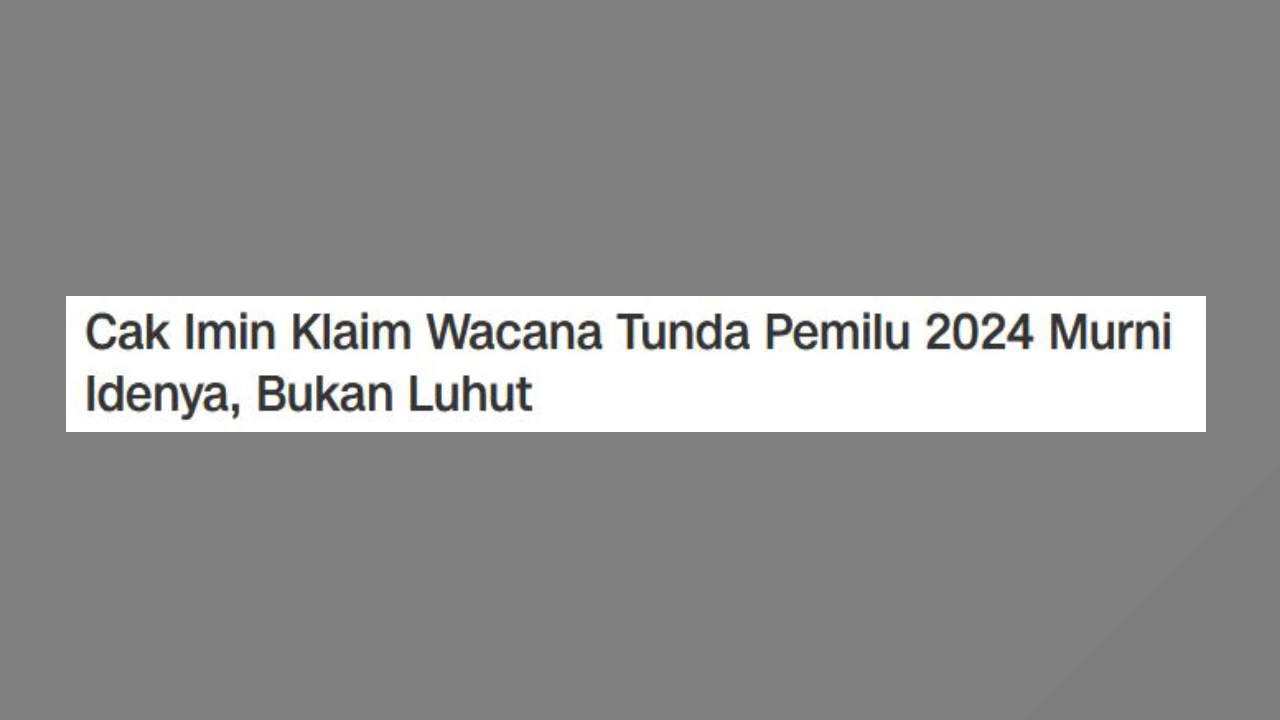 Cak Imin Klaim Wacana Tunda Pemilu 2024 Murni
Idenya, Bukan Luhut